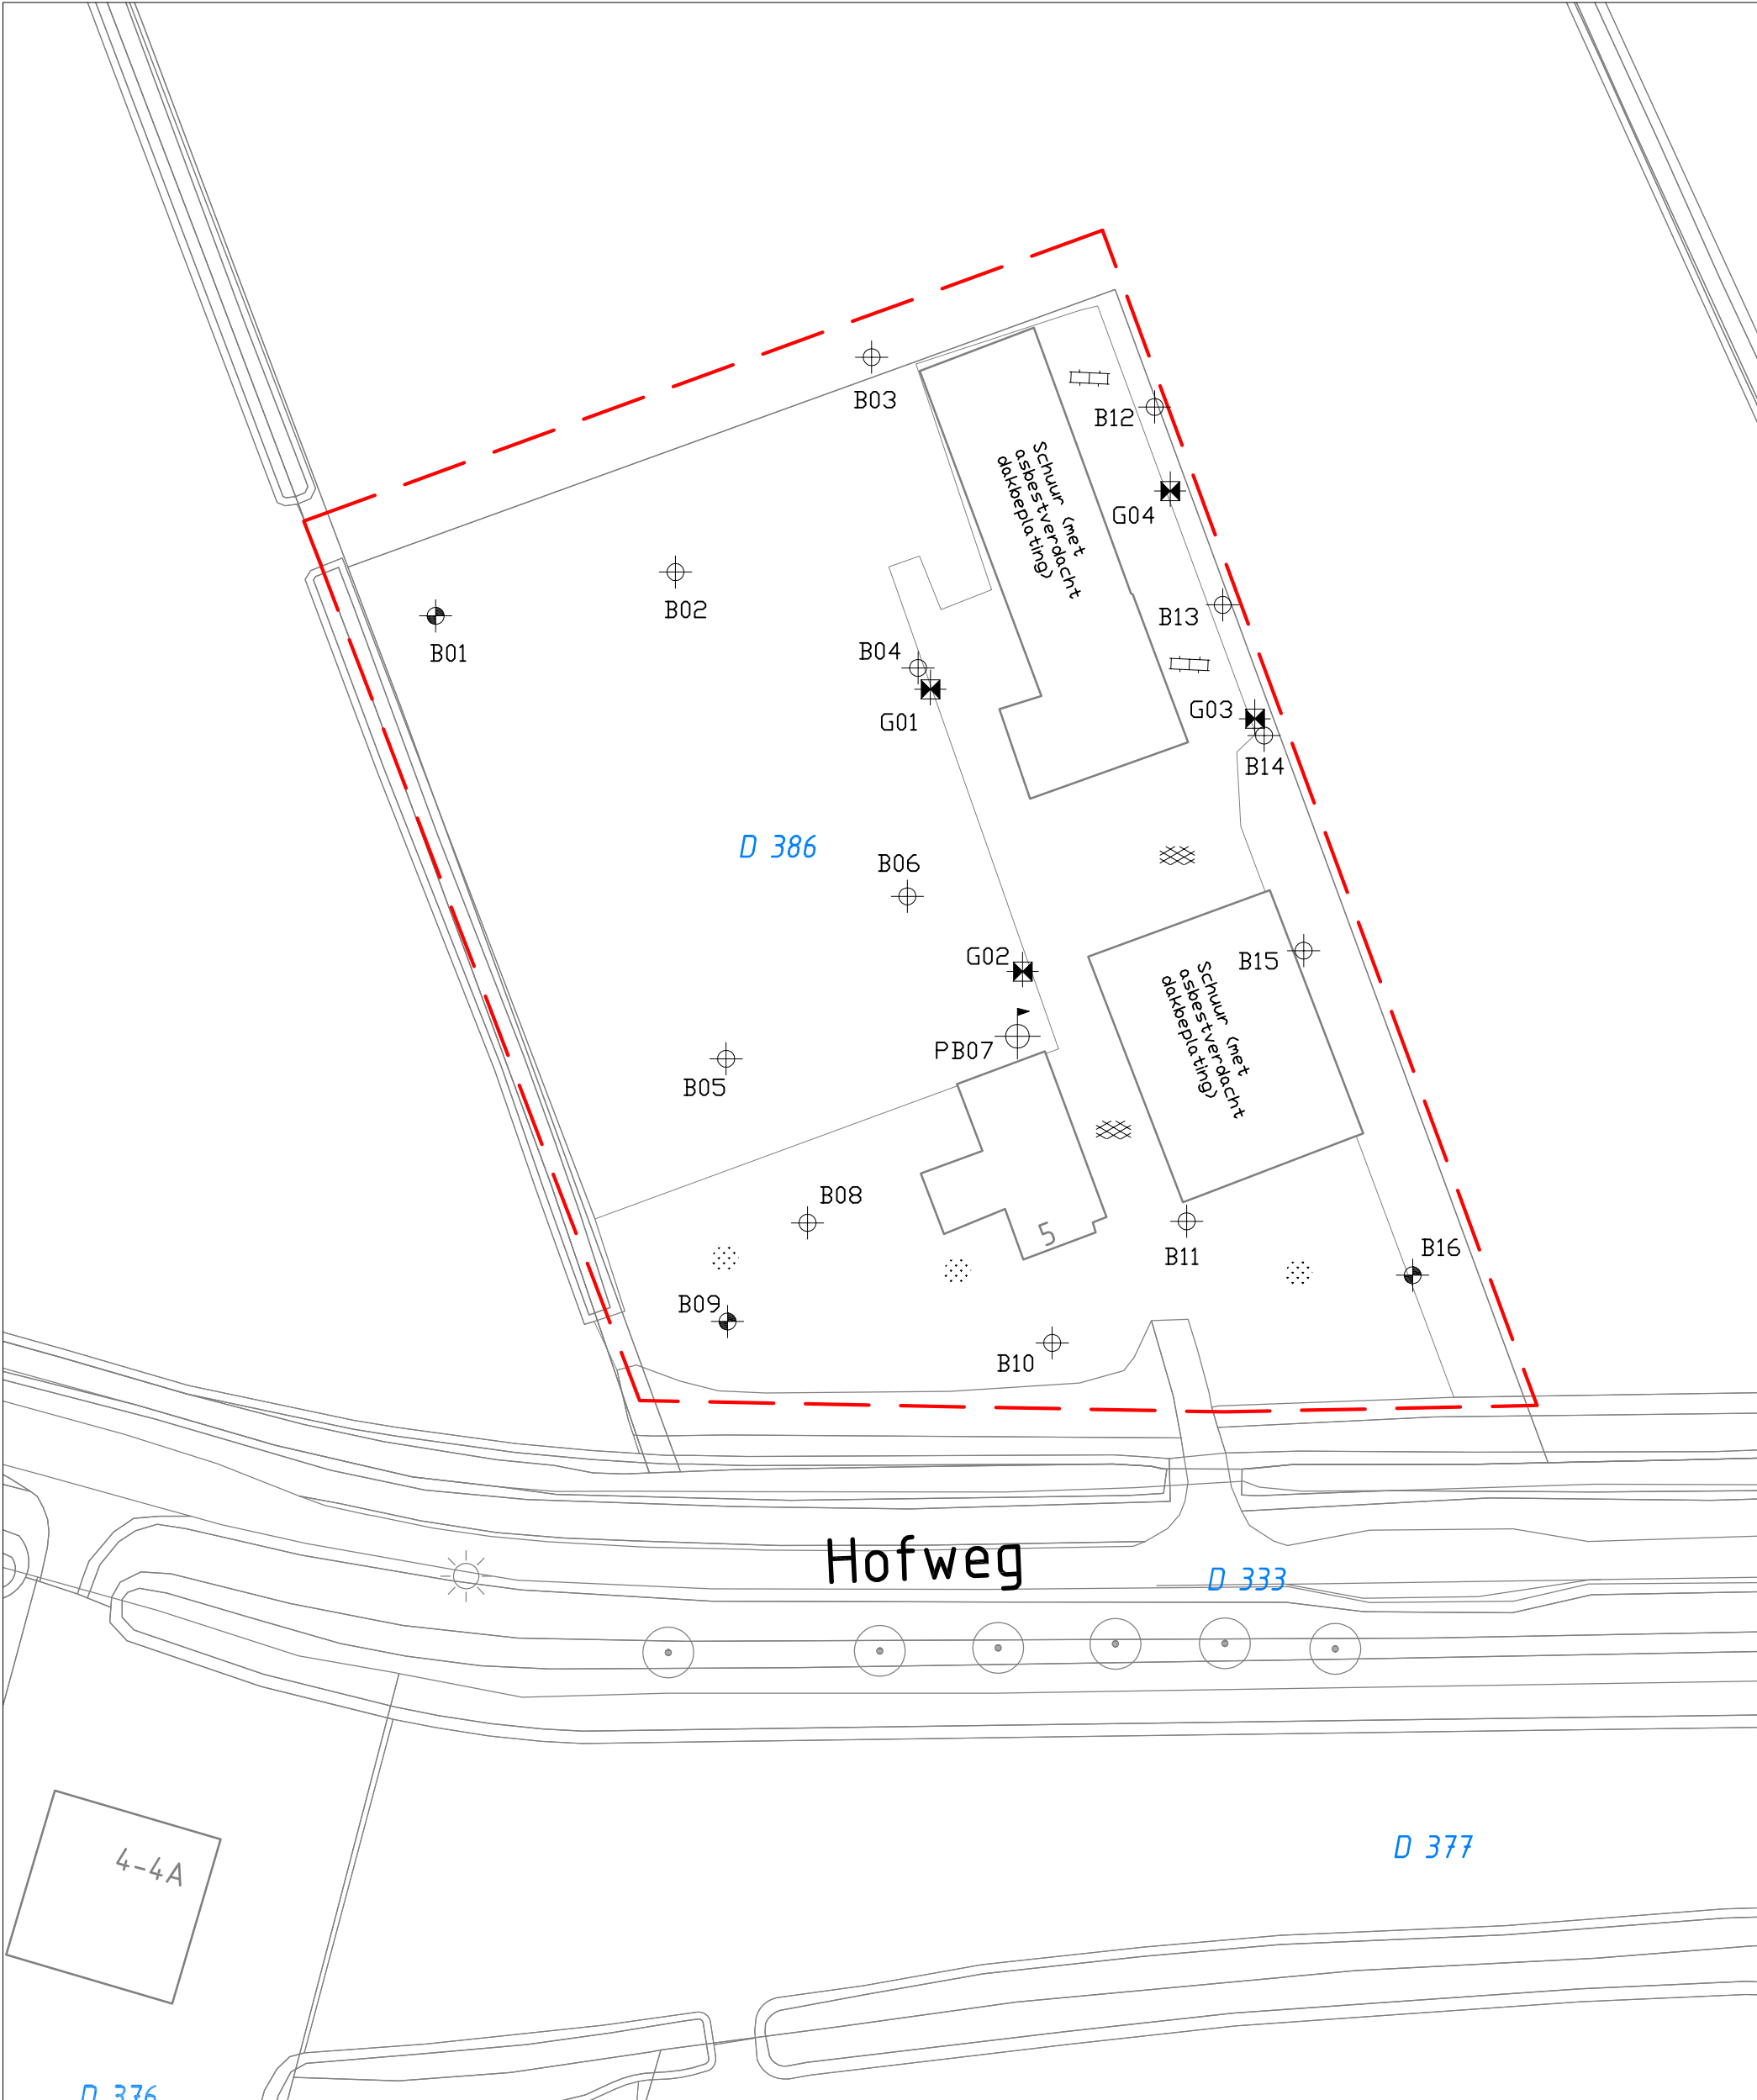 B03
B12
Schuur (met
asbestverdacht
dakbeplating)
G04
B02
B01
B13
B04
G01
G03
B14
D 386
B06
G02
B15
Schuur (met
asbestverdacht
dakbeplating)
PB07
B05
B08
5
B11
B16
B09
B10
Hofweg
D 333
D 377
4-4A
D 376